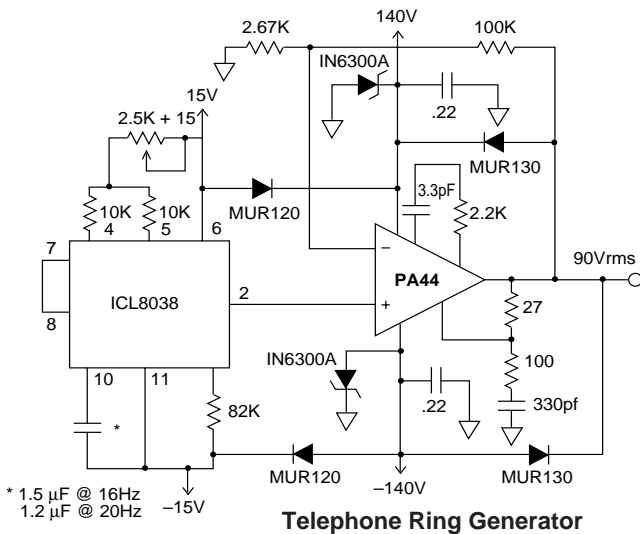 2.67K
140V
100K
IN6300A
15V
2.5K + 15
.22
MUR130
10K
10K
4
5
6
MUR120
3.3pF
2.2K
7
8
ICL8038
2
–
PA44
+
90Vrms
27
IN6300A
10
11
82K
.22
100
330pf
*
MUR120
MUR130
* 1.5 µF @ 16Hz
1.2 µF @ 20Hz
–15V
–140V
Telephone Ring Generator